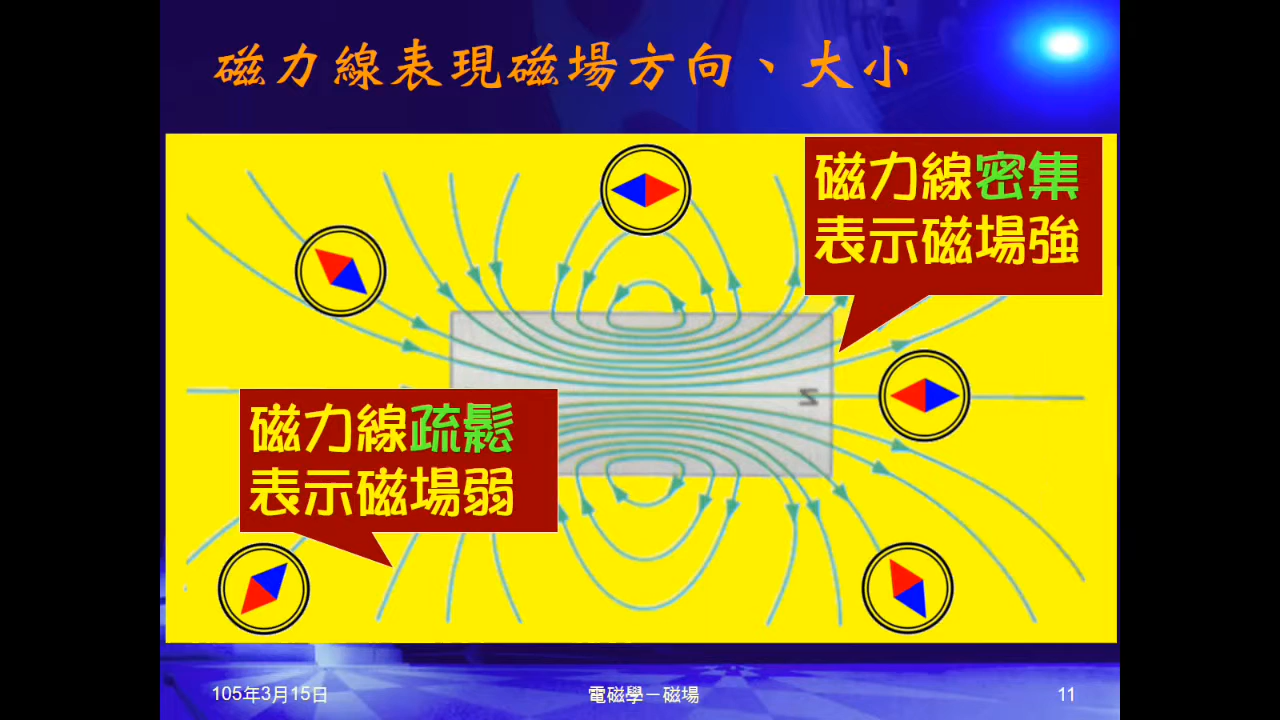 磁力線表現磁場方向、大小
磁力線密集
表示磁場強
N
磁力線疏鬆
表示磁場弱
105年3月15日
電磁學－磁場
11